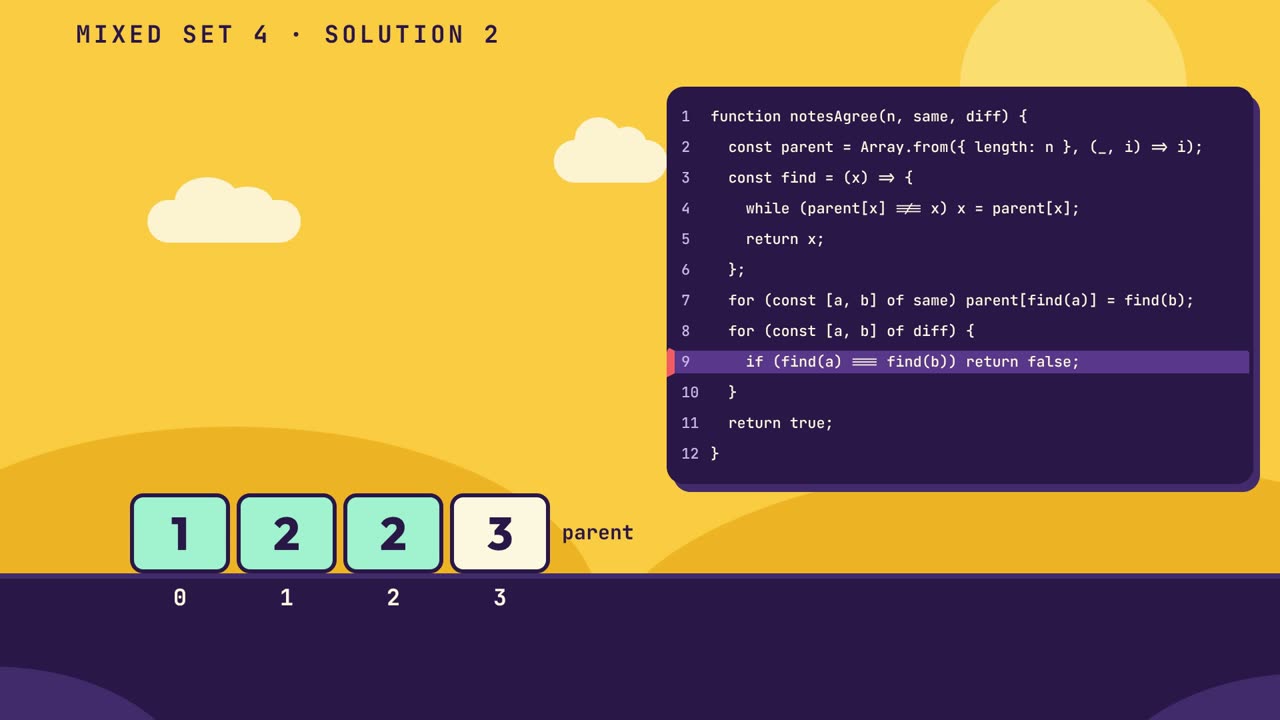 MIXED SET 4 · SOLUTION 2
1 function notesAgree(n, same, diff) {
2   const parent = Array.from({ length: n }, (_, i) => i);
3   const find = (x) => {
4     while (parent[x] !== x) x = parent[x];
5     return x;
6   };
7   for (const [a, b] of same) parent[find(a)] = find(b);
8   for (const [a, b] of diff) {
9     if (find(a) === find(b)) return false;
10   }
11   return true;
12 }
1 2 2 3 parent
0 1 2 3